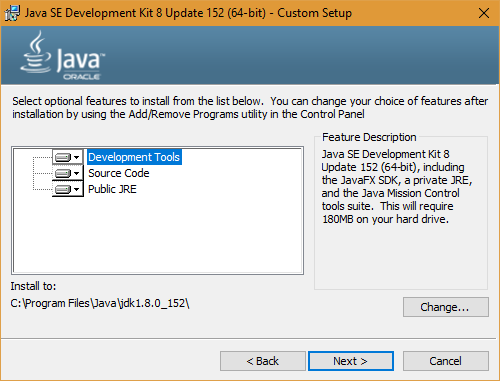 Java SE Development Kit 8 Update 152 (64-bit) - Custom Setup
Java
ORACLE
Select optional features to install from the list below. You can change your choice of features after
installation by using the Add/Remove Programs utility in the Control Panel
Development Tools
Source Code
Public JRE
Feature Description
Java SE Development Kit 8
Update 152 (64-bit), including
the JavaFX SDK, a private JRE,
and the Java Mission Control
tools suite. This will require
180MB on your hard drive.
Install to:
C:\Program Files\Java\jdk1.8.0_152\
Change...
< Back
Next >
Cancel